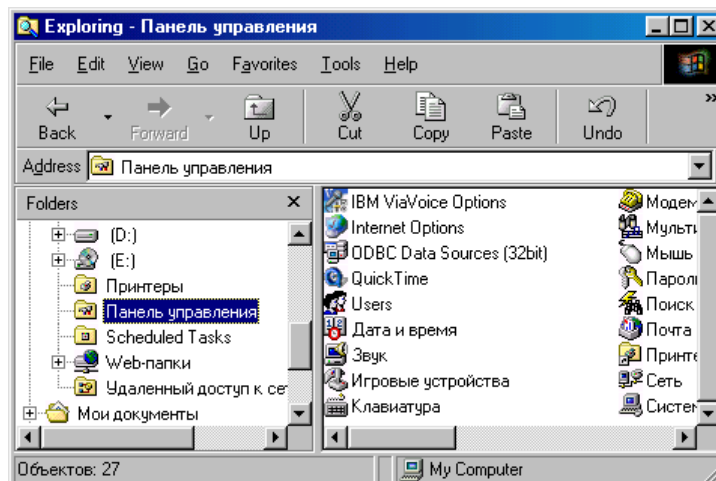 Exploring - Панель управления
File Edit View Go Favorites Tools Help
Back Forward Up Cut Copy Paste Undo
Address Панель управления
Folders
(D:)
(E:)
Принтеры
Панель управления
Scheduled Tasks
Web-папки
Удаленный доступ к се
Мои документы
IBM ViaVoice Options
Internet Options
ODBC Data Sources (32bit)
QuickTime
Users
Дата и время
Звук
Игровые устройства
Клавиатура
Модем
Мульти
Мышь
Парол
Поиск
Почта
Принте
Сеть
Систем
Объектов: 27
My Computer